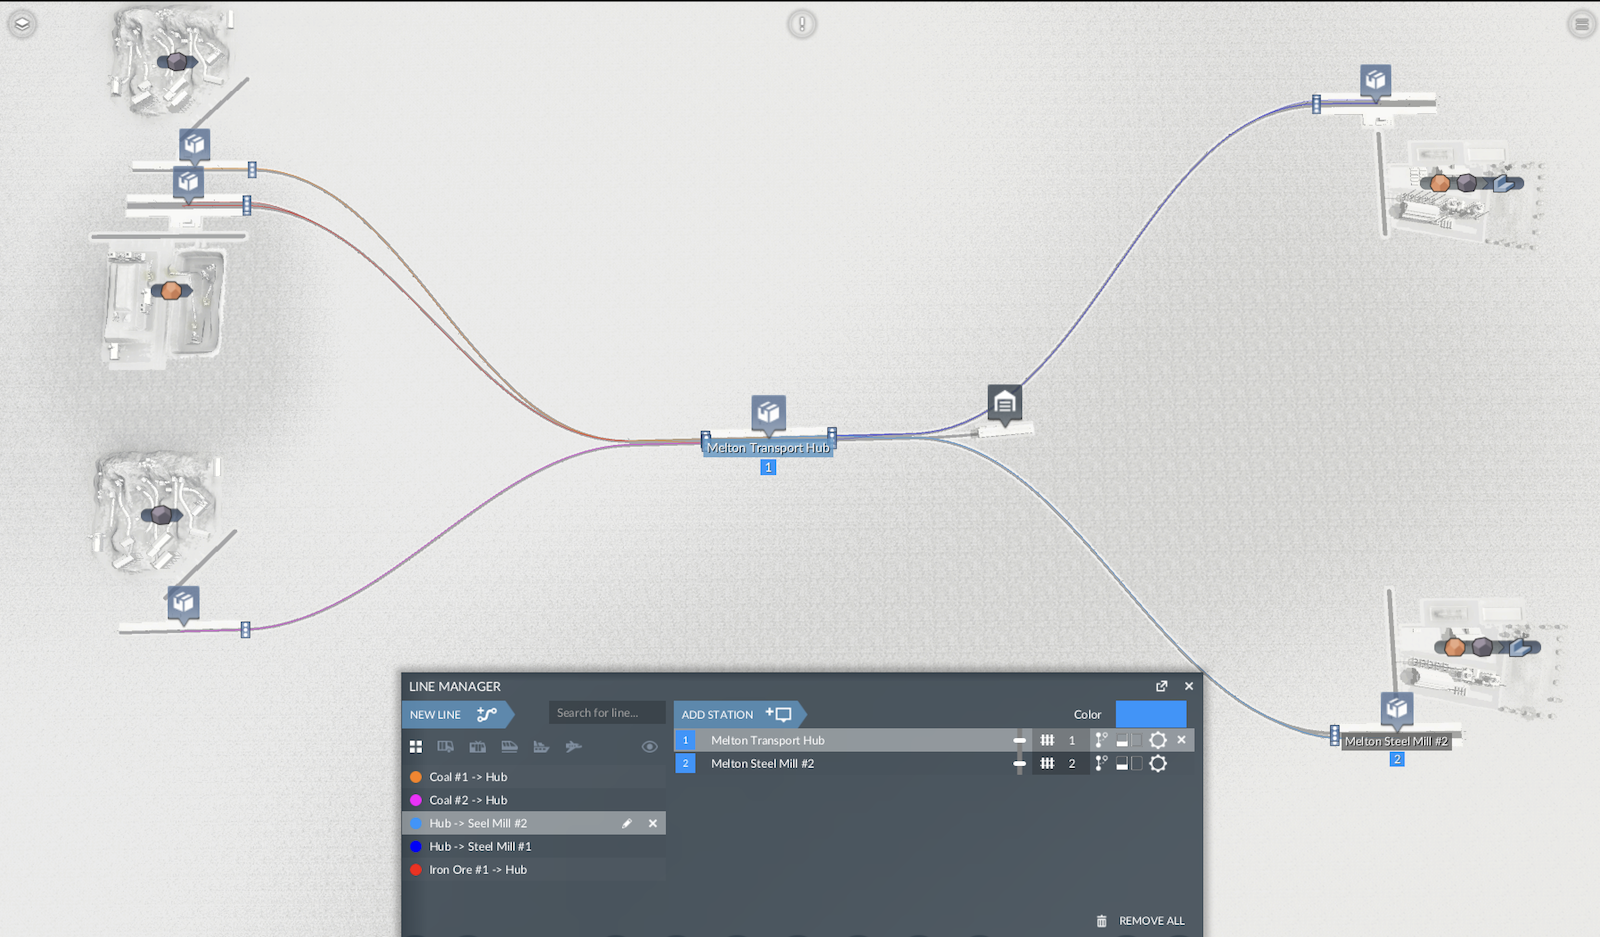 Melton Transport Hub
1
Melton Steel Mill #2
2
LINE MANAGER
NEW LINE
Search for line...
ADD STATION
Color
1 Melton Transport Hub 1
2 Melton Steel Mill #2 2
Coal #1 -> Hub
Coal #2 -> Hub
Hub -> Seel Mill #2
Hub -> Steel Mill #1
Iron Ore #1 -> Hub
REMOVE ALL